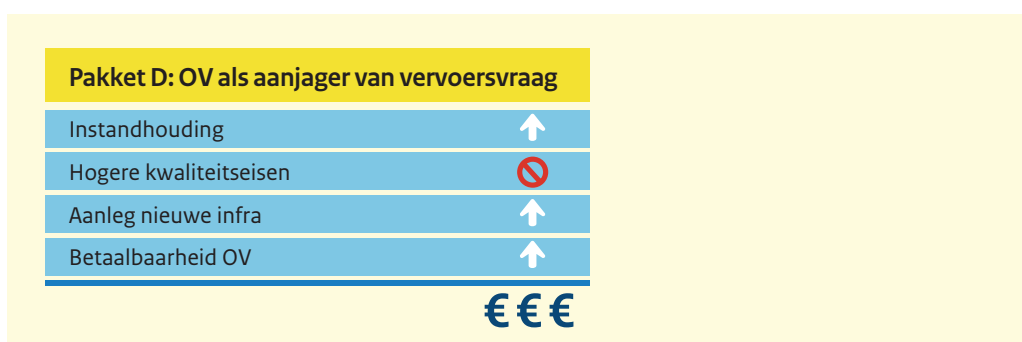 Pakket D: OV als aanjager van vervoersvraag
Instandhouding
Hogere kwaliteitseisen
Aanleg nieuwe infra
Betaalbaarheid OV
€ € €